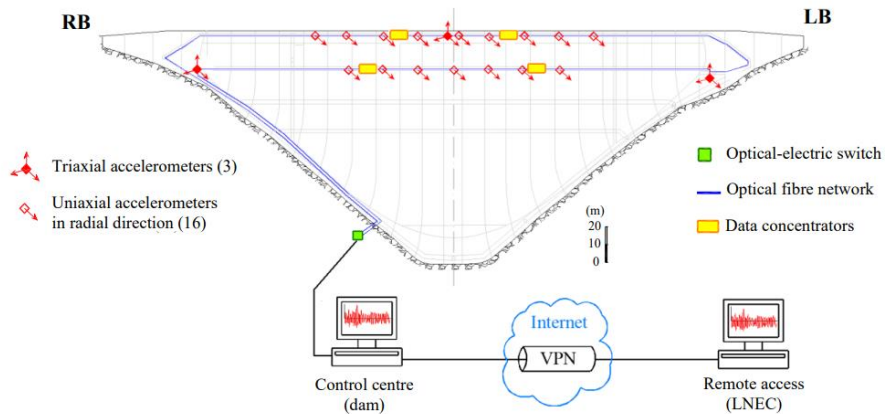 RB
LB
Triaxial accelerometers (3)
Uniaxial accelerometers
in radial direction (16)
Optical-electric switch
Optical fibre network
Data concentrators
(m)
20
10
0
Internet
VPN
Control centre
(dam)
Remote access
(LNEC)